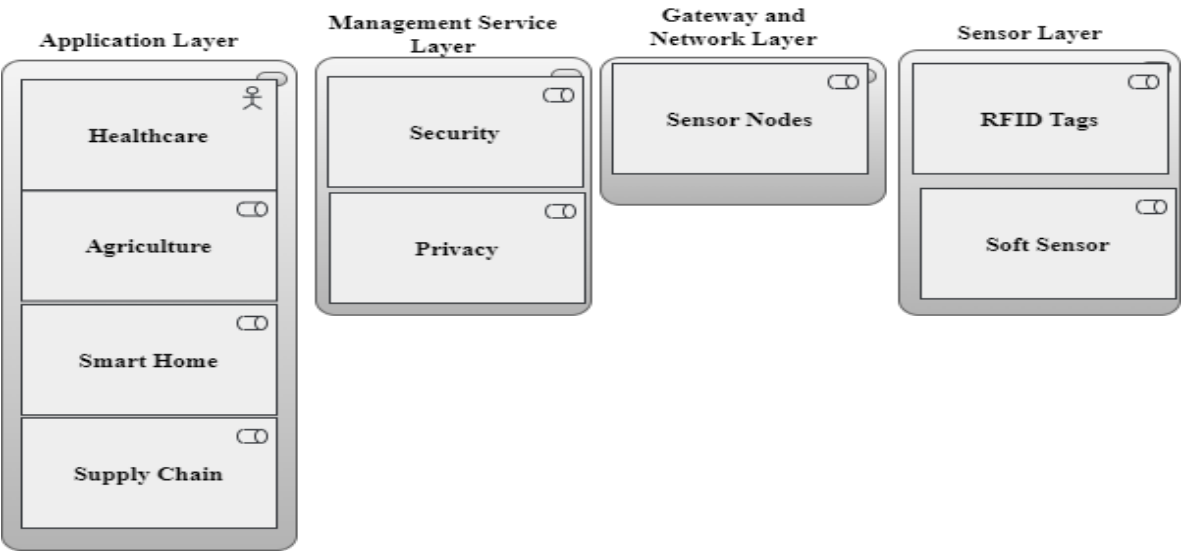 Application Layer
Healthcare
Agriculture
Smart Home
Supply Chain
Management Service
Layer
Security
Privacy
Gateway and
Network Layer
Sensor Nodes
Sensor Layer
RFID Tags
Soft Sensor